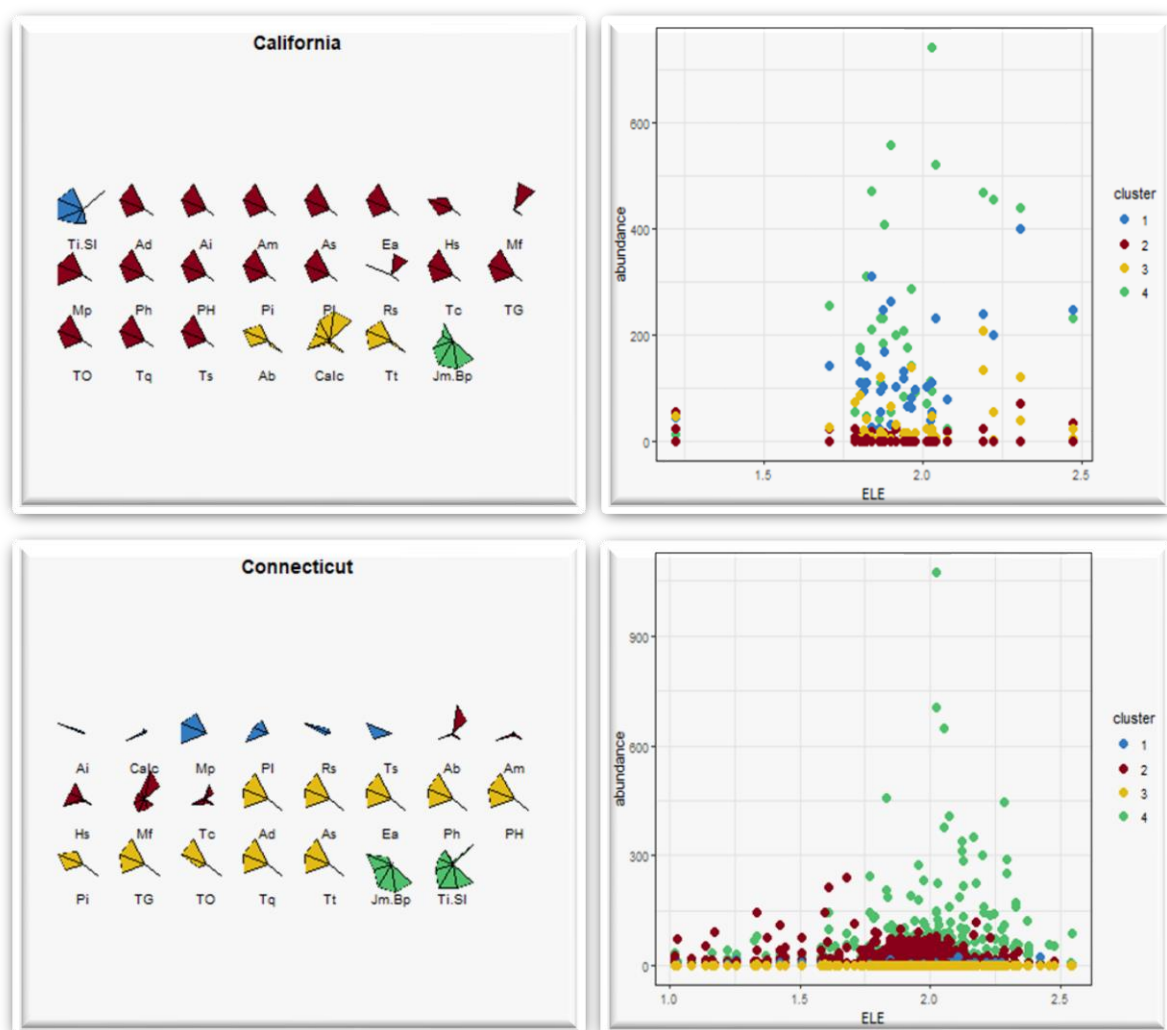 California
Ti.SI Ad Ai Am As Ea Hs Mf
Mp Ph PH Pi PI Rs Tc TG
TO Tq Ts Ab Calc Tt Jm.Bp
abundance
600
400
200
0
1.5 2.0 2.5
ELE
cluster
1
2
3
4
Connecticut
Ai Calc Mp PI Rs Ts Ab Am
Hs Mf Tc Ad As Ea Ph PH
Pi TG TO Tq Tt Jm.Bp Ti.SI
abundance
900
600
300
0
1.0 1.5 2.0 2.5
ELE
cluster
1
2
3
4